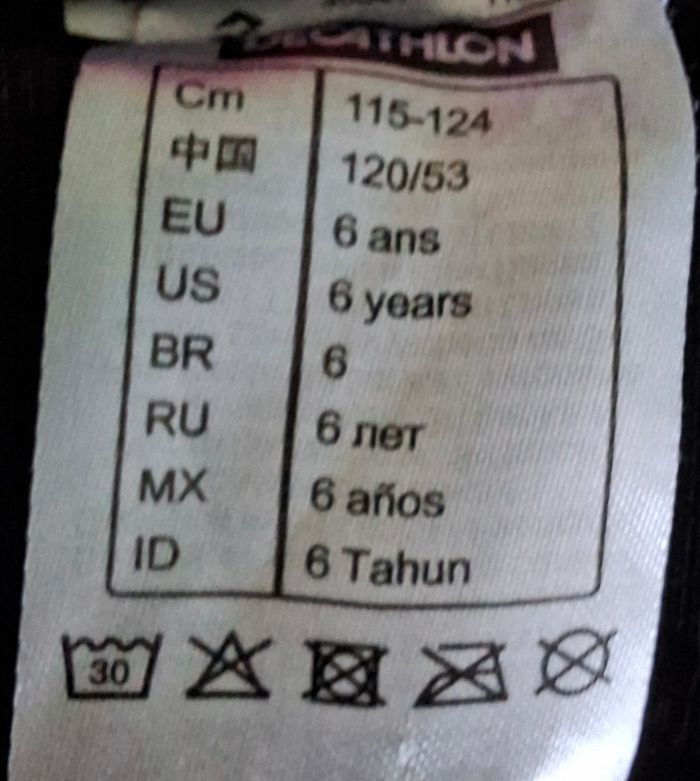 DECATHLON
Cm 115-124
中国 120/53
EU 6 ans
US 6 years
BR 6
RU 6 лет
MX 6 años
ID 6 Tahun
30